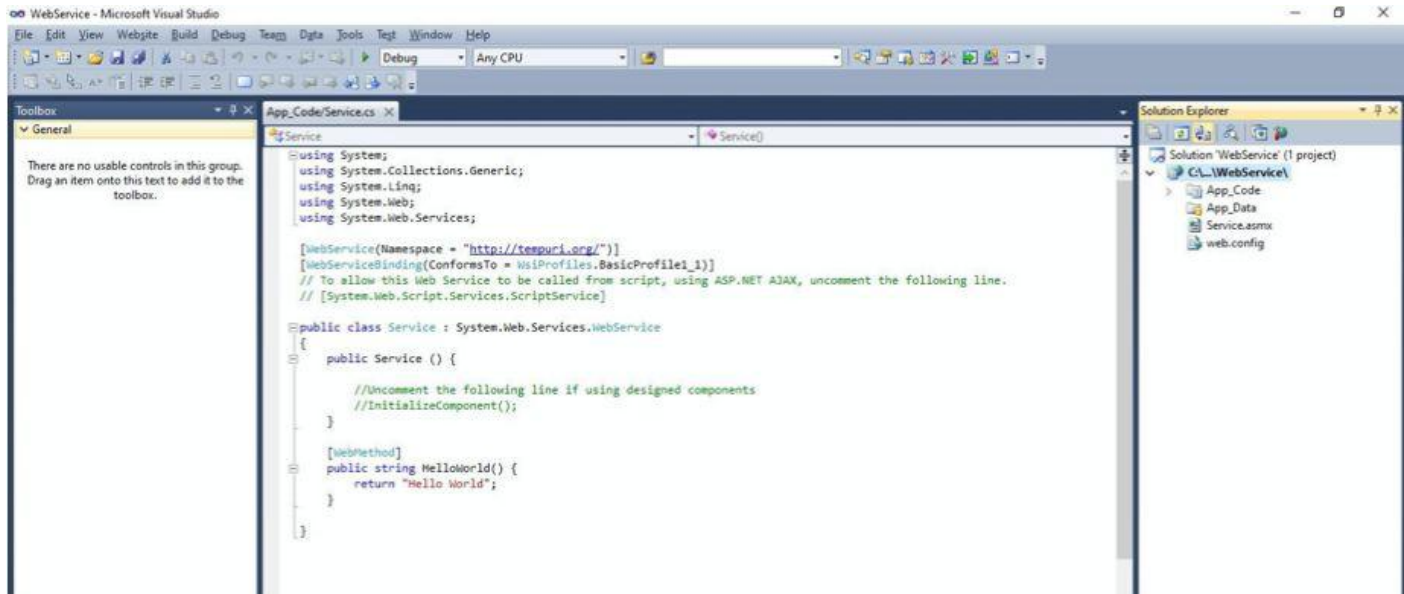 WebService - Microsoft Visual Studio
File Edit View Website Build Debug Team Data Tools Test Window Help
Debug Any CPU
Toolbox
General
There are no usable controls in this group.
Drag an item onto this text to add it to the
toolbox.
App_Code/Service.cs
Service
Service()
using System;
using System.Collections.Generic;
using System.Linq;
using System.Web;
using System.Web.Services;
[WebService(Namespace = "http://tempuri.org/")]
[WebServiceBinding(ConformsTo = WsiProfiles.BasicProfile1_1)]
// To allow this Web Service to be called from script, using ASP.NET AJAX, uncomment the following line.
// [System.Web.Script.Services.ScriptService]
public class Service : System.Web.Services.WebService
{
public Service () {
//Uncomment the following line if using designed components
//InitializeComponent();
}
[WebMethod]
public string HelloWorld() {
return "Hello World";
}
}
Solution Explorer
Solution 'WebService' (1 project)
C:\...\WebService\
App_Code
App_Data
Service.asmx
web.config